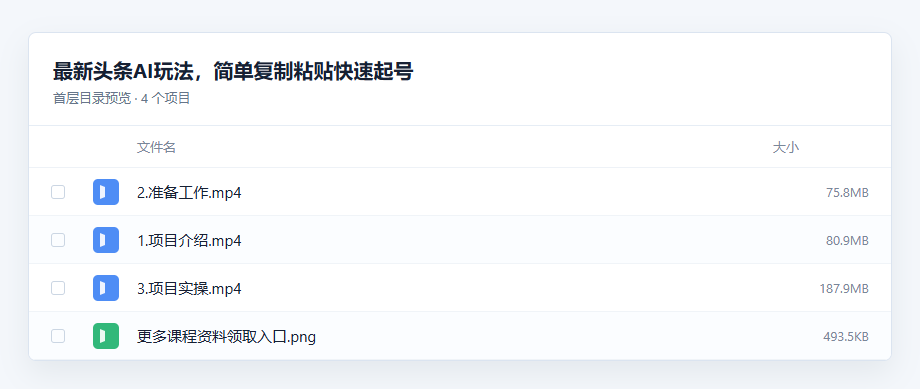 最新头条AI玩法，简单复制粘贴快速起号
首层目录预览 · 4 个项目
文件名 大小
2.准备工作.mp4 75.8MB
1.项目介绍.mp4 80.9MB
3.项目实操.mp4 187.9MB
更多课程资料领取入口.png 493.5KB